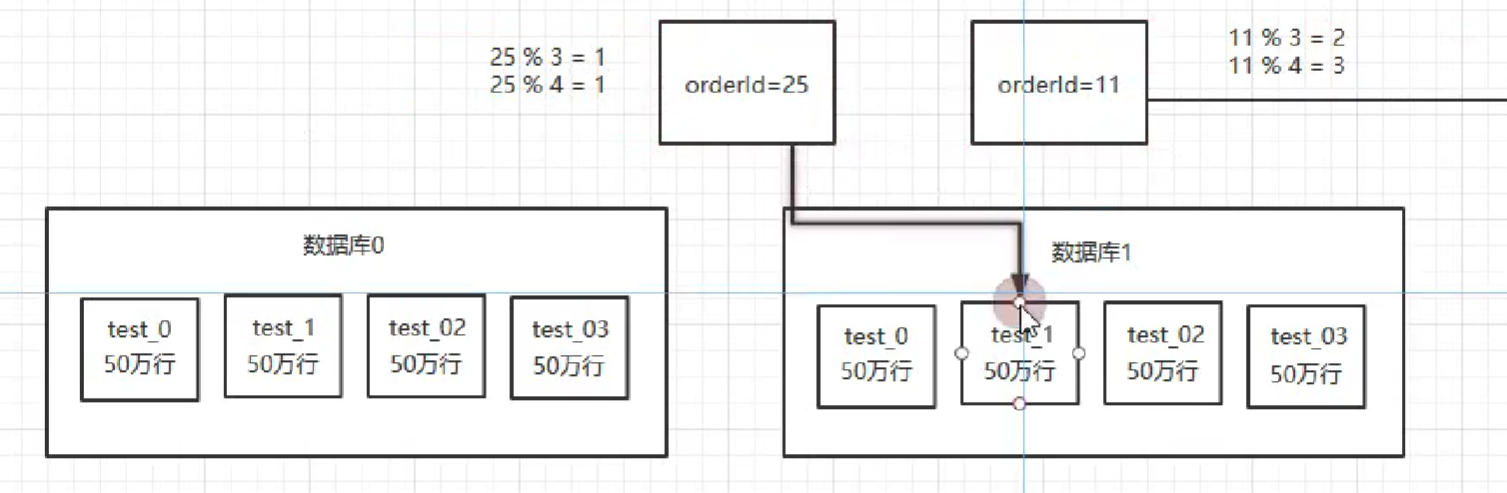 25 % 3 = 1
25 % 4 = 1
orderId=25
orderId=11
11 % 3 = 2
11 % 4 = 3
数据库0
test_0
50万行
test_1
50万行
test_02
50万行
test_03
50万行
数据库1
test_0
50万行
test_1
50万行
test_02
50万行
test_03
50万行